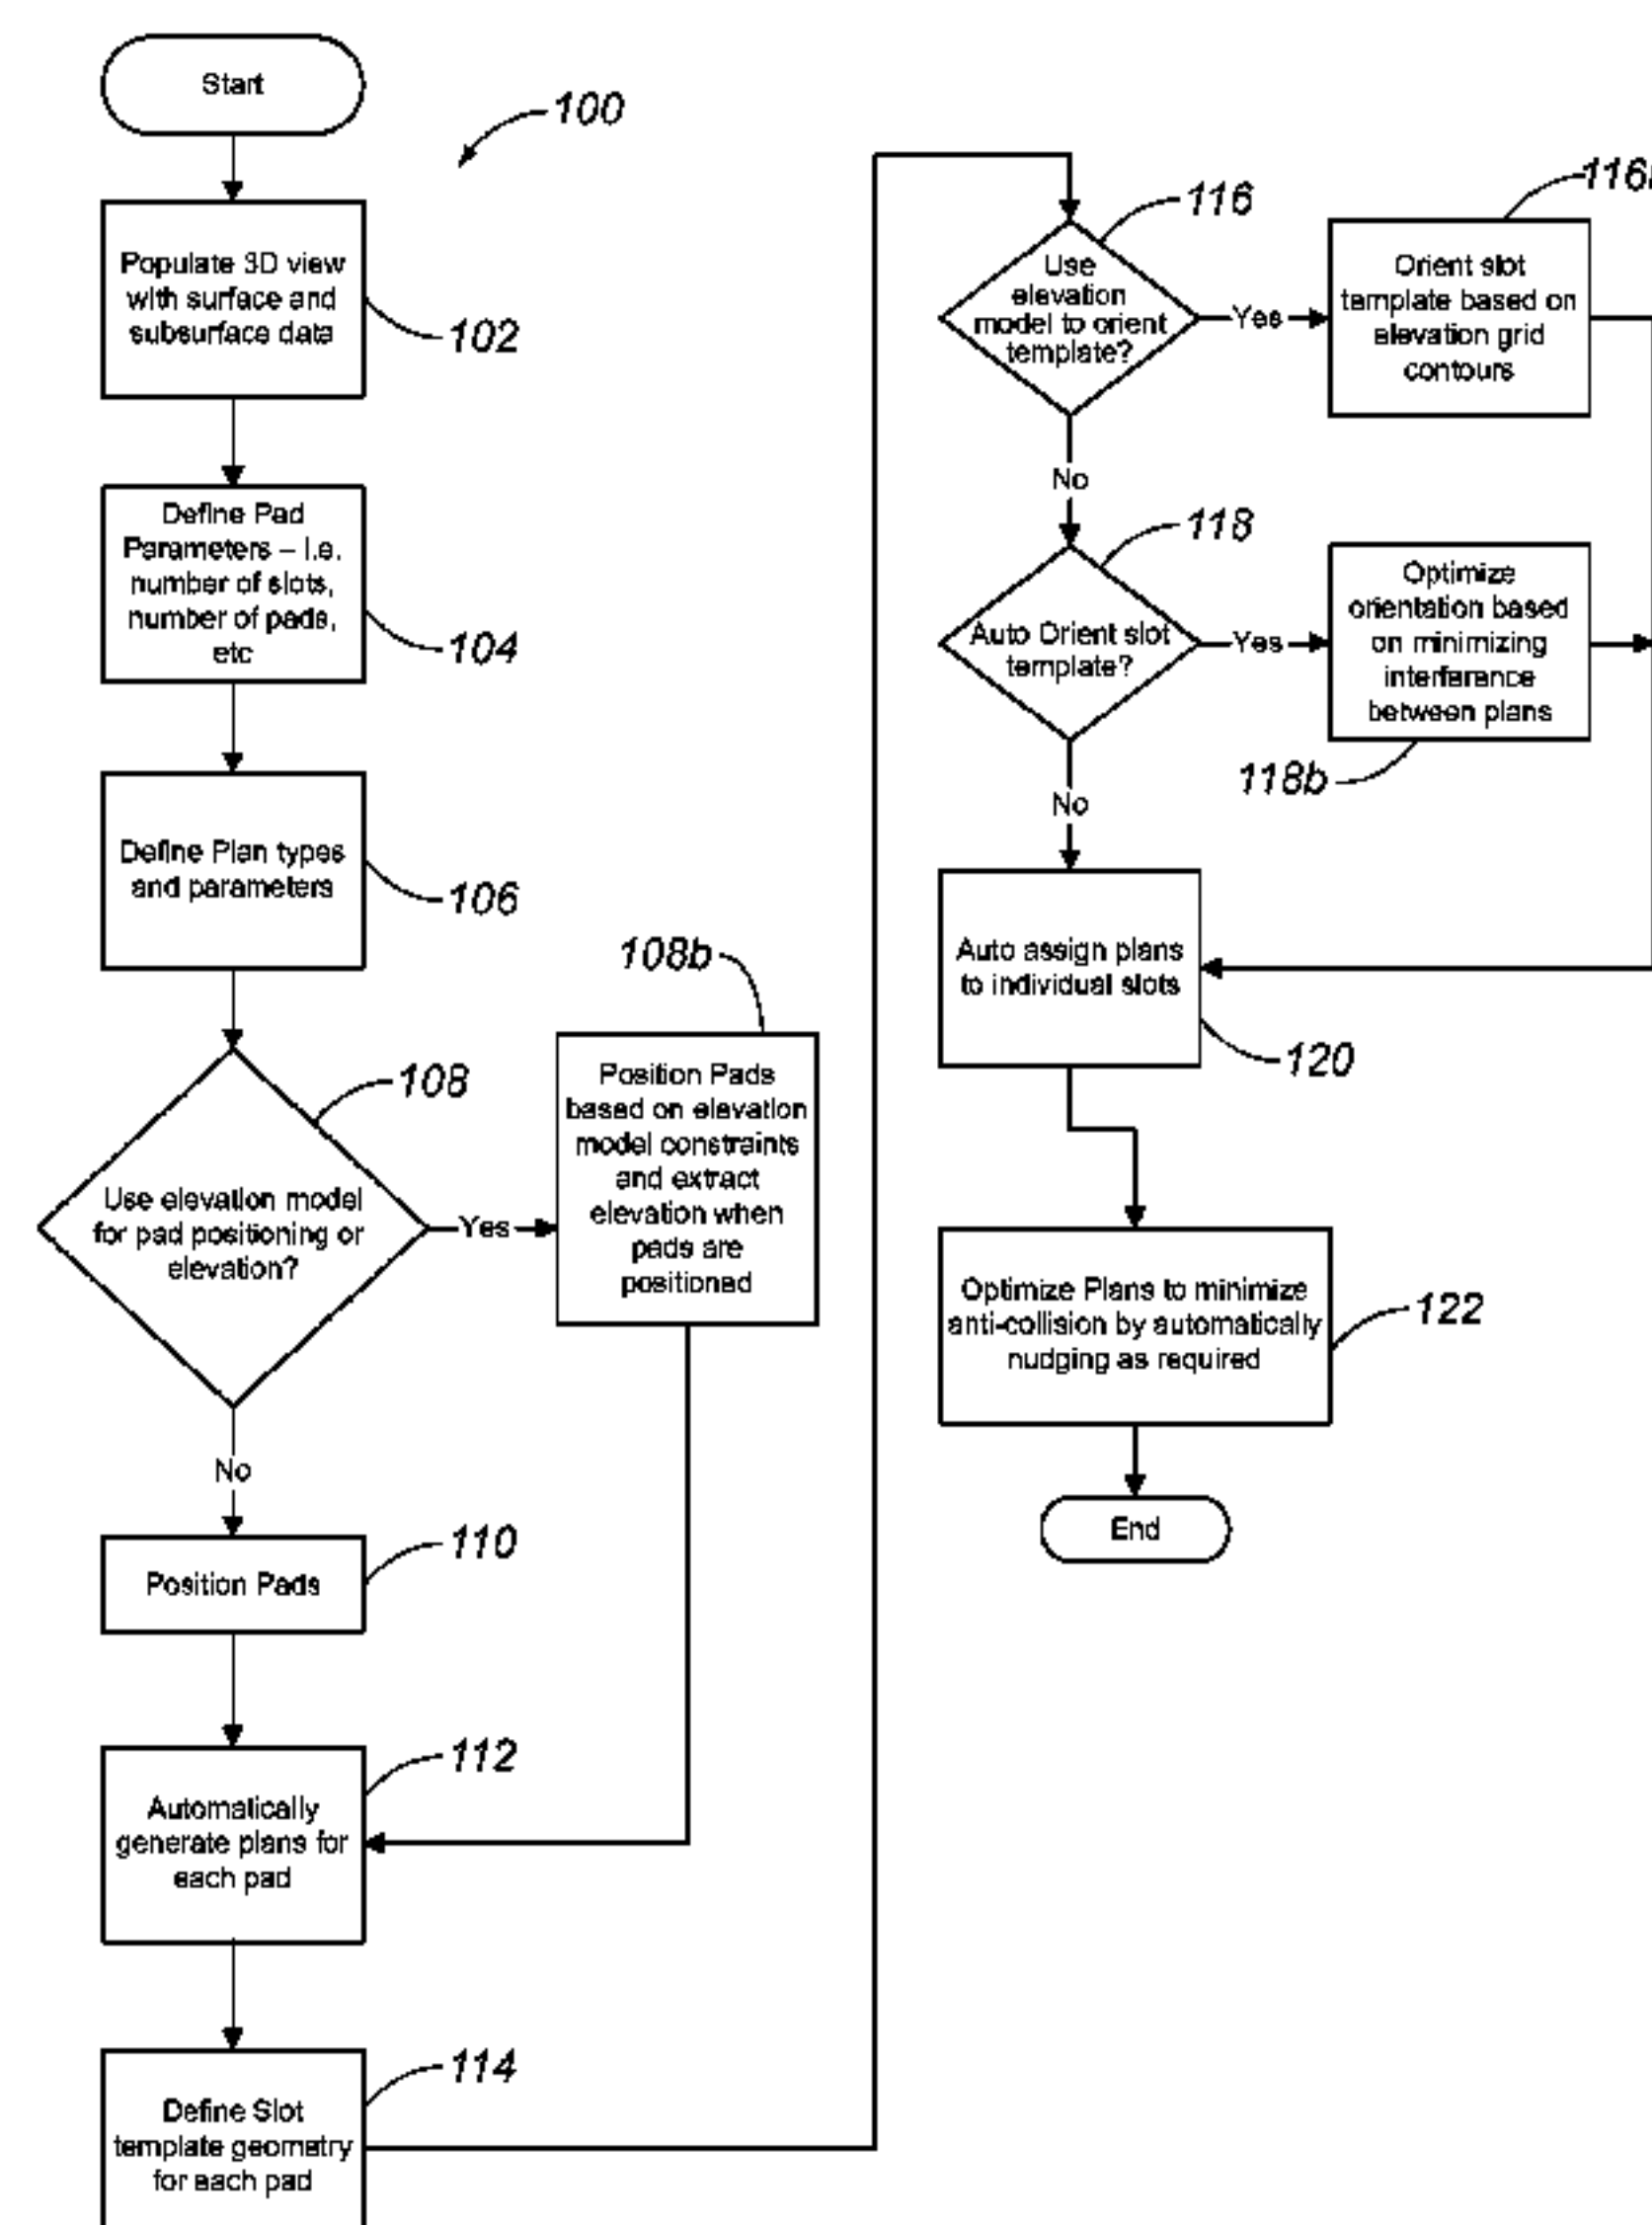 Start
100
Populate 3D view
with surface and
subsurface data
102
Define Pad
Parameters – i.e.
number of slots,
number of pads,
etc
104
Define Plan types
and parameters
106
108
Use elevation model
for pad positioning or
elevation?
Yes
108b
Position Pads
based on elevation
model constraints
and extract
elevation when
pads are
positioned
No
Position Pads
110
Automatically
generate plans for
each pad
112
Define Slot
template geometry
for each pad
114
116
Use
elevation
model to orient
template?
Yes
Orient slot
template based on
elevation grid
contours
No
118
Auto Orient slot
template?
Yes
Optimize
orientation based
on minimizing
interference
between plans
118b
No
Auto assign plans
to individual slots
120
Optimize Plans to minimize
anti-collision by automatically
nudging as required
122
End